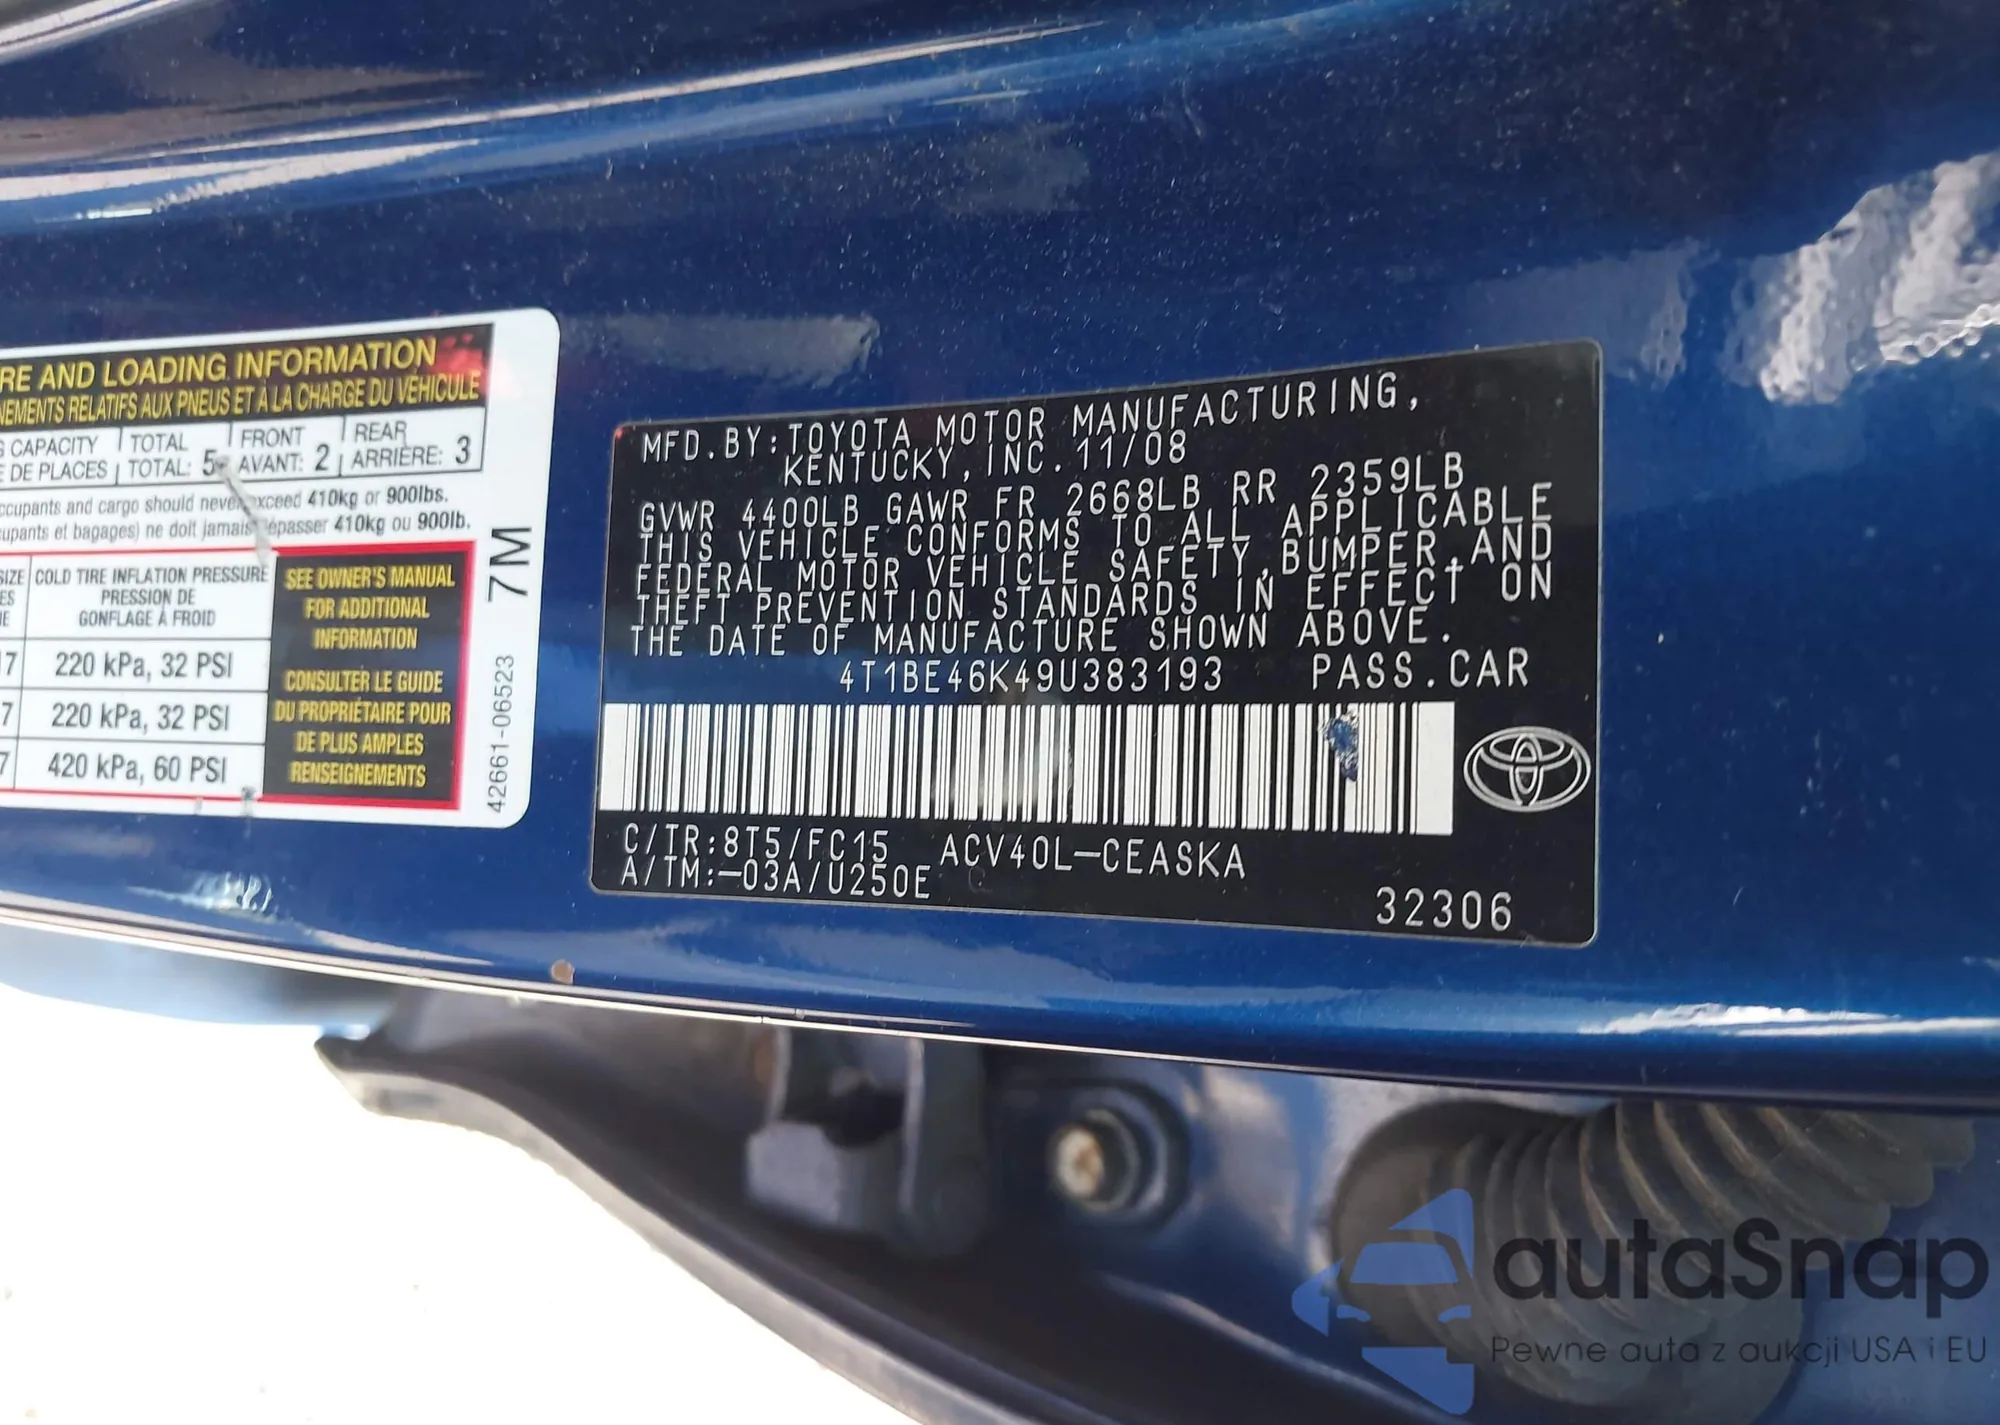 RE AND LOADING INFORMATION
NEMENTS RELATIFS AUX PNEUS ET À LA CHARGE DU VÉHICULE
G CAPACITY TOTAL FRONT REAR
E DE PLACES TOTAL: 5 AVANT: 2 ARRIÈRE: 3
ccupants and cargo should never exceed 410kg or 900lbs.
upants et bagages) ne doit jamais dépasser 410kg ou 900lb.
SIZE COLD TIRE INFLATION PRESSURE
PRESSION DE
GONFLAGE À FROID
17 220 kPa, 32 PSI
7 220 kPa, 32 PSI
7 420 kPa, 60 PSI
SEE OWNER'S MANUAL
FOR ADDITIONAL
INFORMATION
CONSULTER LE GUIDE
DU PROPRIÉTAIRE POUR
DE PLUS AMPLES
RENSEIGNEMENTS
42661-06523 7M
MFD.BY:TOYOTA MOTOR MANUFACTURING,
KENTUCKY,INC.11/08
GVWR 4400LB GAWR FR 2668LB RR 2359LB
THIS VEHICLE CONFORMS TO ALL APPLICABLE
FEDERAL MOTOR VEHICLE SAFETY,BUMPER,AND
THEFT PREVENTION STANDARDS IN EFFECT ON
THE DATE OF MANUFACTURE SHOWN ABOVE.
4T1BE46K49U383193 PASS.CAR
C/TR:8T5/FC15 ACV40L-CEASKA
A/TM:-03A/U250E
32306
autaSnap
Pewne auta z aukcji USA i EU